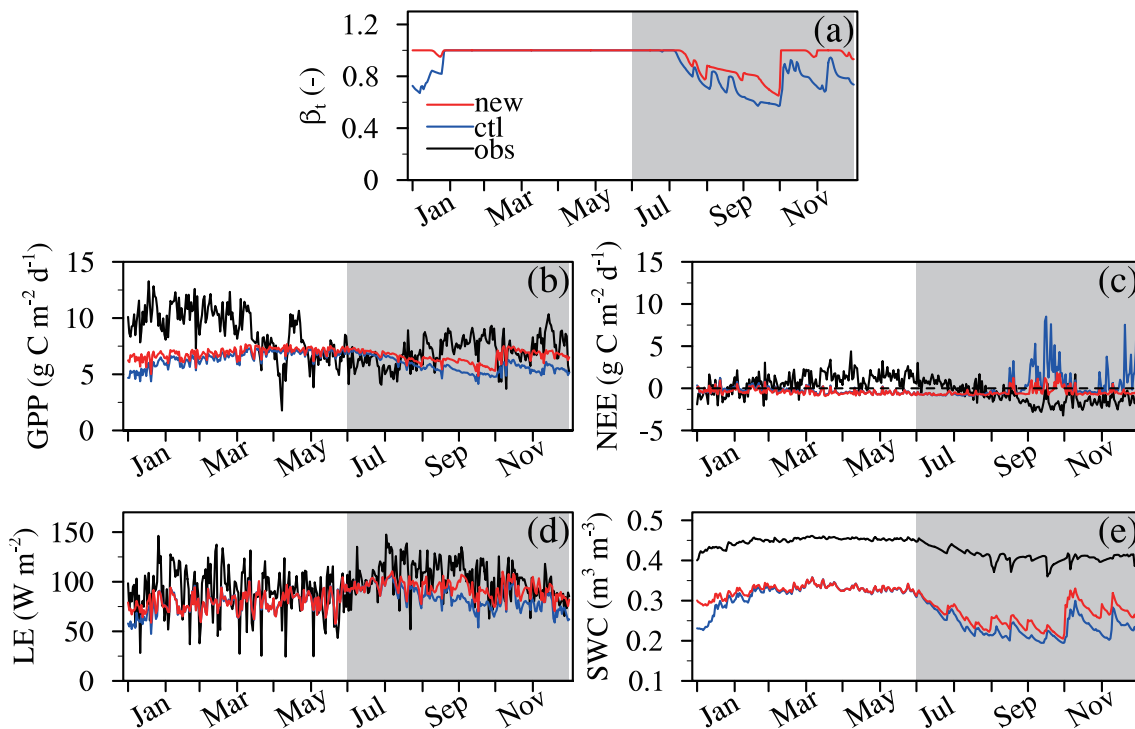 (a)
1.2
0.8
0.4
0
βt (-)
new
ctl
obs
Jan Mar May Jul Sep Nov
(b)
15
10
5
0
GPP (g C m-2 d-1)
Jan Mar May Jul Sep Nov
(c)
15
10
5
0
-5
NEE (g C m-2 d-1)
Jan Mar May Jul Sep Nov
(d)
150
100
50
0
LE (W m-2)
Jan Mar May Jul Sep Nov
(e)
0.5
0.4
0.3
0.2
0.1
SWC (m3 m-3)
Jan Mar May Jul Sep Nov